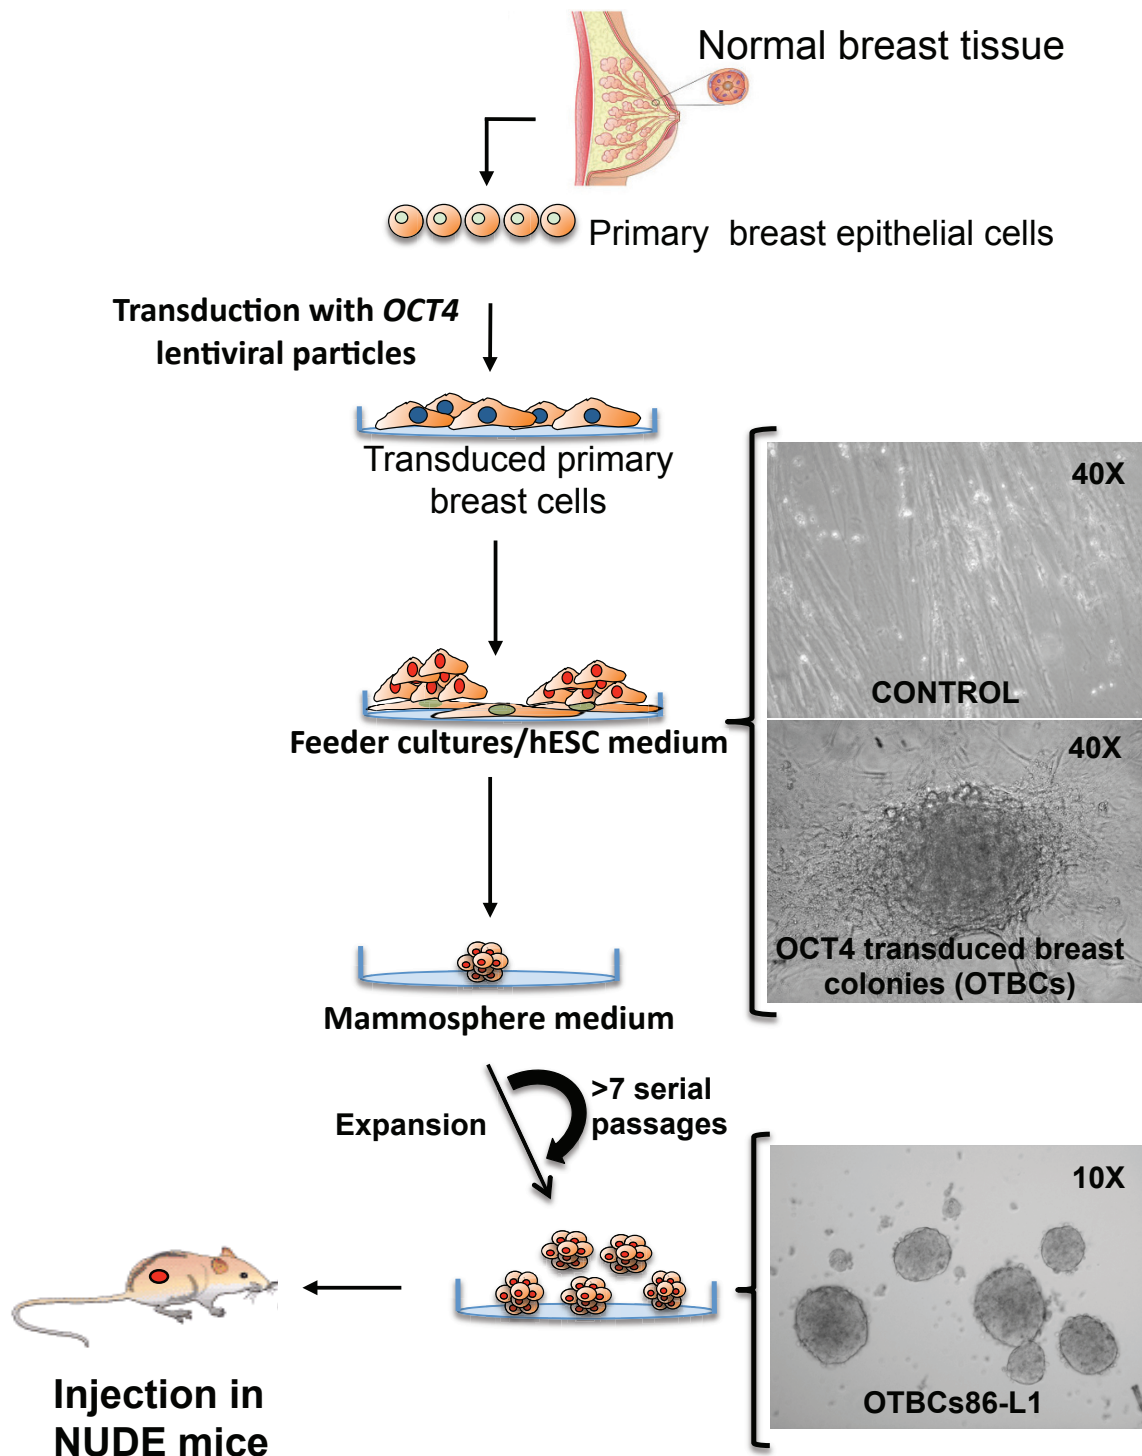 Normal breast tissue
Primary breast epithelial cells
Transduction with OCT4
lentiviral particles
Transduced primary
breast cells
40X
CONTROL
Feeder cultures/hESC medium
40X
OCT4 transduced breast
colonies (OTBCs)
Mammosphere medium
Expansion
>7 serial
passages
10X
OTBCs86-L1
Injection in
NUDE mice